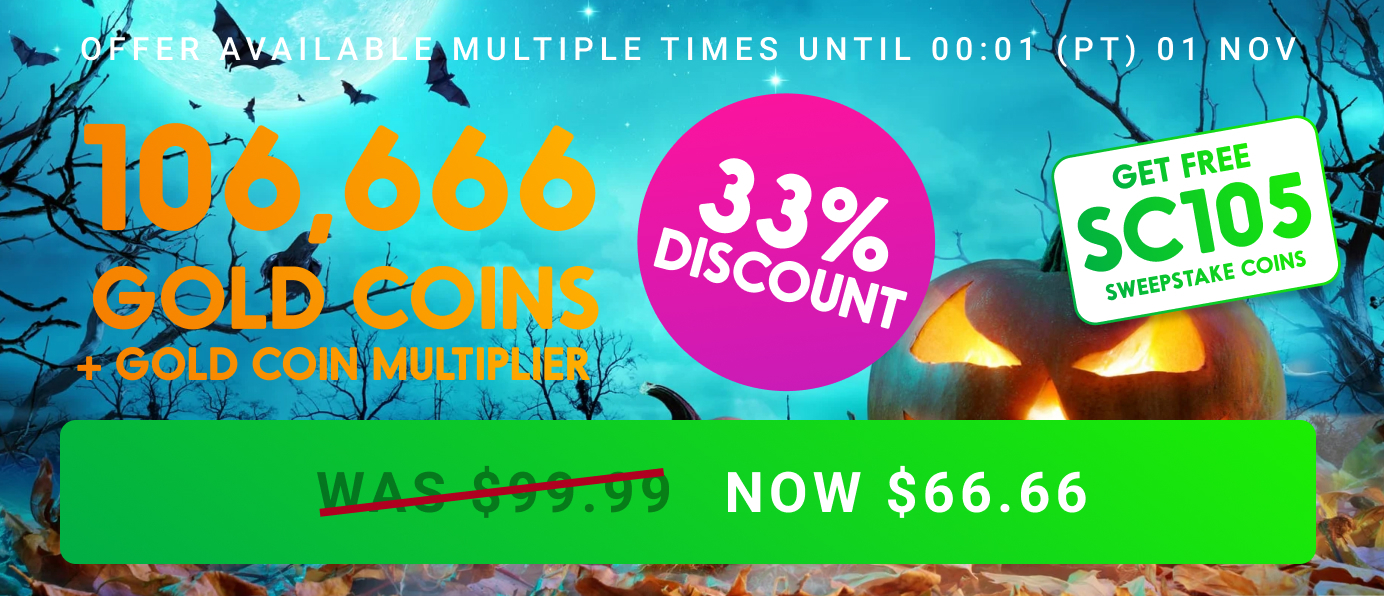 OFFER AVAILABLE MULTIPLE TIMES UNTIL 00:01 (PT) 01 NOV
106,666
GOLD COINS
+ GOLD COIN MULTIPLIER
33%
DISCOUNT
GET FREE
SC105
SWEEPSTAKE COINS
WAS $99.99 NOW $66.66